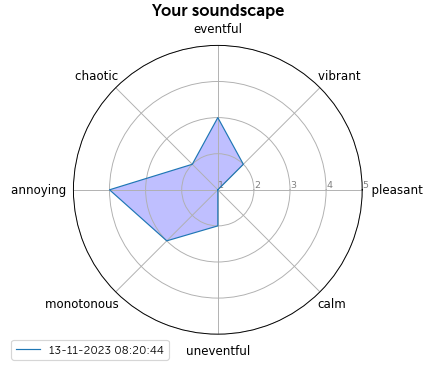 Your soundscape
eventful
chaotic
vibrant
annoying
1
2
3
4
5
pleasant
monotonous
calm
uneventful
13-11-2023 08:20:44